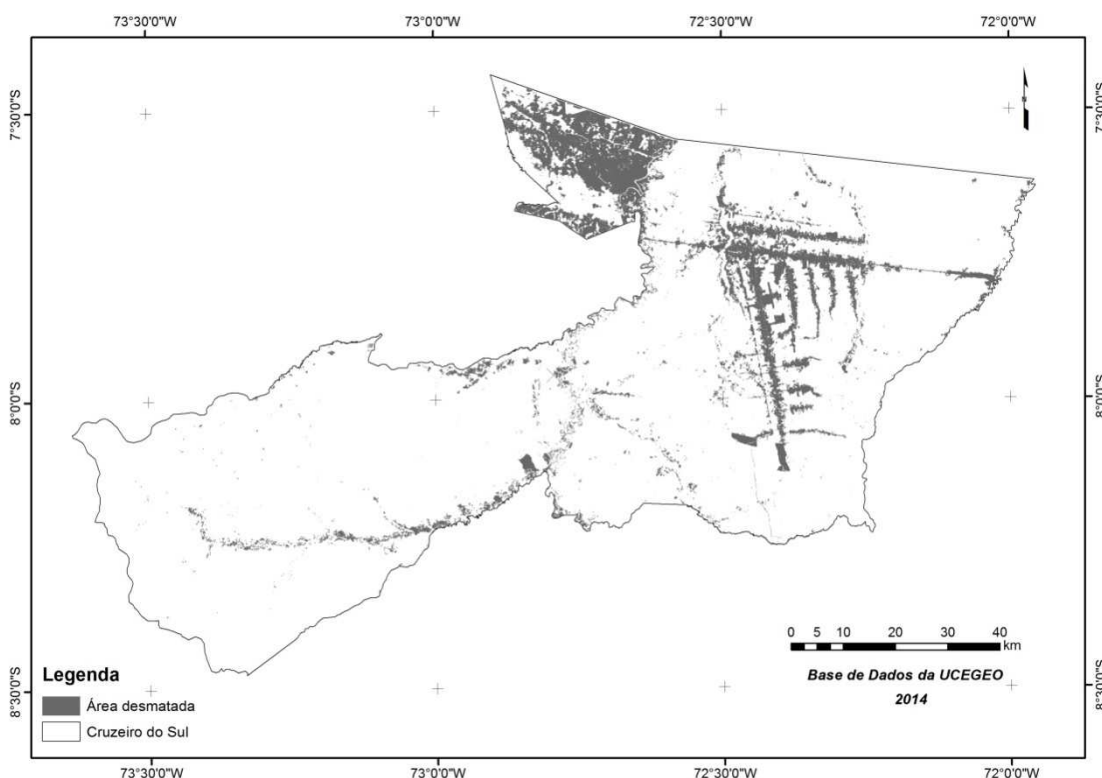 73°30'0"W 73°0'0"W 72°30'0"W 72°0'0"W
7°30'0"S 7°30'0"S
8°0'0"S 8°0'0"S
8°30'0"S 8°30'0"S
N
0 5 10 20 30 40
km
Base de Dados da UCEGEO
2014
Legenda
Área desmatada
Cruzeiro do Sul
73°30'0"W 73°0'0"W 72°30'0"W 72°0'0"W